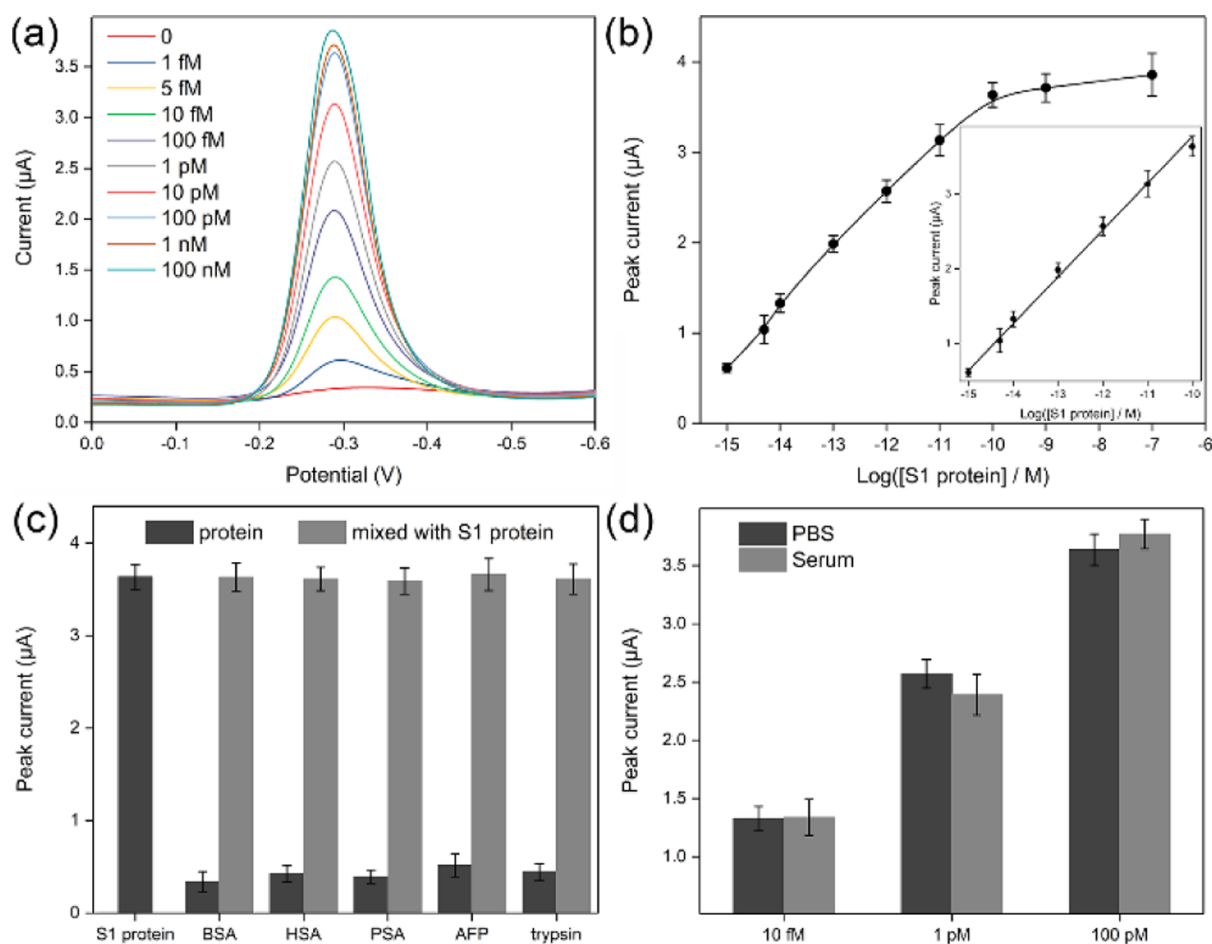 (a)
0
1 fM
5 fM
10 fM
100 fM
1 pM
10 pM
100 pM
1 nM
100 nM
3.5
3.0
2.5
2.0
1.5
1.0
0.5
0.0
Current (µA)
0.0 -0.1 -0.2 -0.3 -0.4 -0.5 -0.6
Potential (V)
(b)
4
3
2
1
0
Peak current (µA)
-15 -14 -13 -12 -11 -10 -9 -8 -7 -6
Log([S1 protein] / M)
3
2
1
Peak current (µA)
-15 -14 -13 -12 -11 -10
Log([S1 protein] / M)
(c)
protein
mixed with S1 protein
4
3
2
1
0
Peak current (µA)
S1 protein BSA HSA PSA AFP trypsin
(d)
PBS
Serum
3.5
3.0
2.5
2.0
1.5
1.0
Peak current (µA)
10 fM 1 pM 100 pM